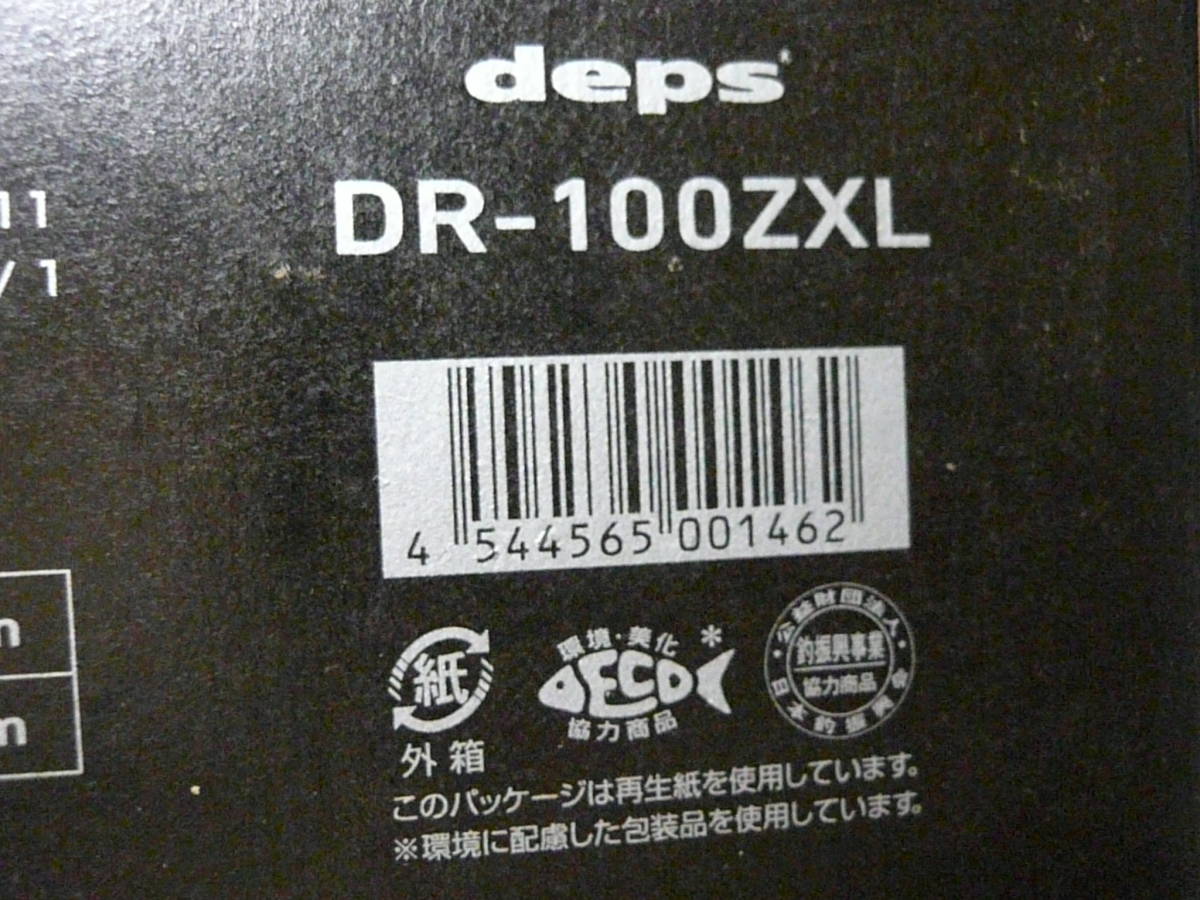 deps
DR-100ZXL
11
/ 1
4 544565 001462
m
m
紙
外箱
環境・美化
*
ECO
協力商品
公益財団法人
釣振興事業
協力商品
日本釣振興会
このパッケージは再生紙を使用しています。
※環境に配慮した包装品を使用しています。